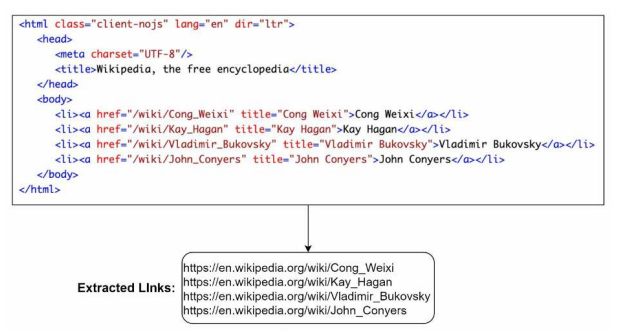 <html class="client-nojs" lang="en" dir="ltr">
<head>
<meta charset="UTF-8"/>
<title>Wikipedia, the free encyclopedia</title>
</head>
<body>
<li><a href="/wiki/Cong_Weixi" title="Cong Weixi">Cong Weixi</a></li>
<li><a href="/wiki/Kay_Hagan" title="Kay Hagan">Kay Hagan</a></li>
<li><a href="/wiki/Vladimir_Bukovsky" title="Vladimir Bukovsky">Vladimir Bukovsky</a></li>
<li><a href="/wiki/John_Conyers" title="John Conyers">John Conyers</a></li>
</body>
</html>
Extracted LInks:
https://en.wikipedia.org/wiki/Cong_Weixi
https://en.wikipedia.org/wiki/Kay_Hagan
https://en.wikipedia.org/wiki/Vladimir_Bukovsky
https://en.wikipedia.org/wiki/John_Conyers